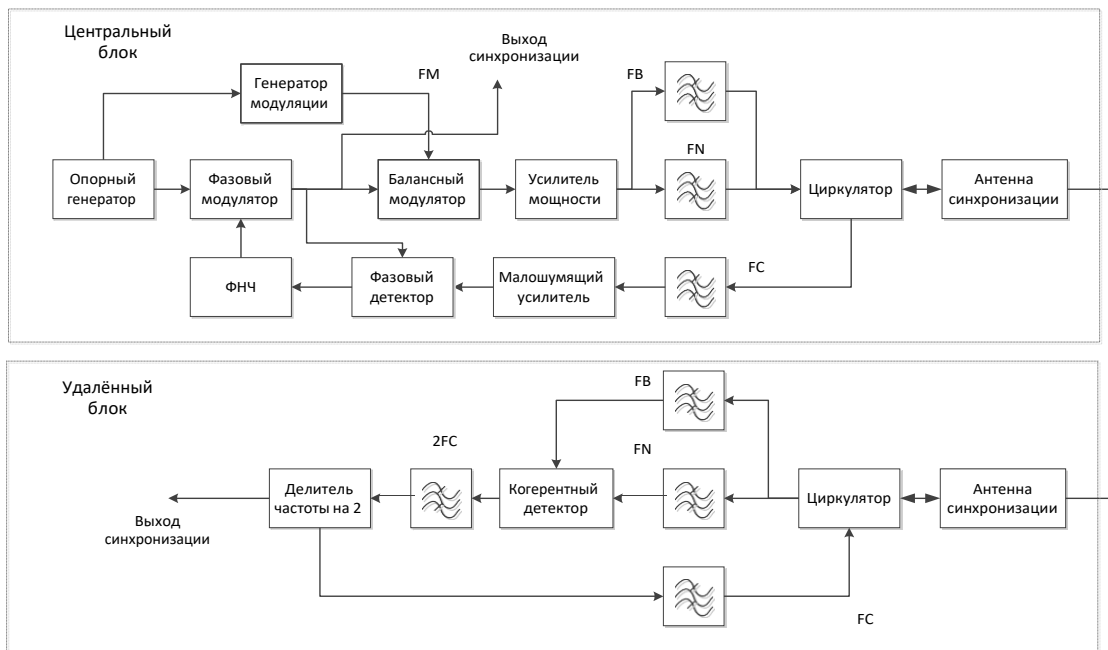 Центральный
блок
Выход
синхронизации
Генератор
модуляции
FM
FB
Опорный
генератор
Фазовый
модулятор
Балансный
модулятор
Усилитель
мощности
FN
Циркулятор
Антенна
синхронизации
ФНЧ
Фазовый
детектор
Малошумящий
усилитель
FC
Удалённый
блок
FB
2FC
FN
Делитель
частоты на 2
Когерентный
детектор
Циркулятор
Антенна
синхронизации
Выход
синхронизации
FC